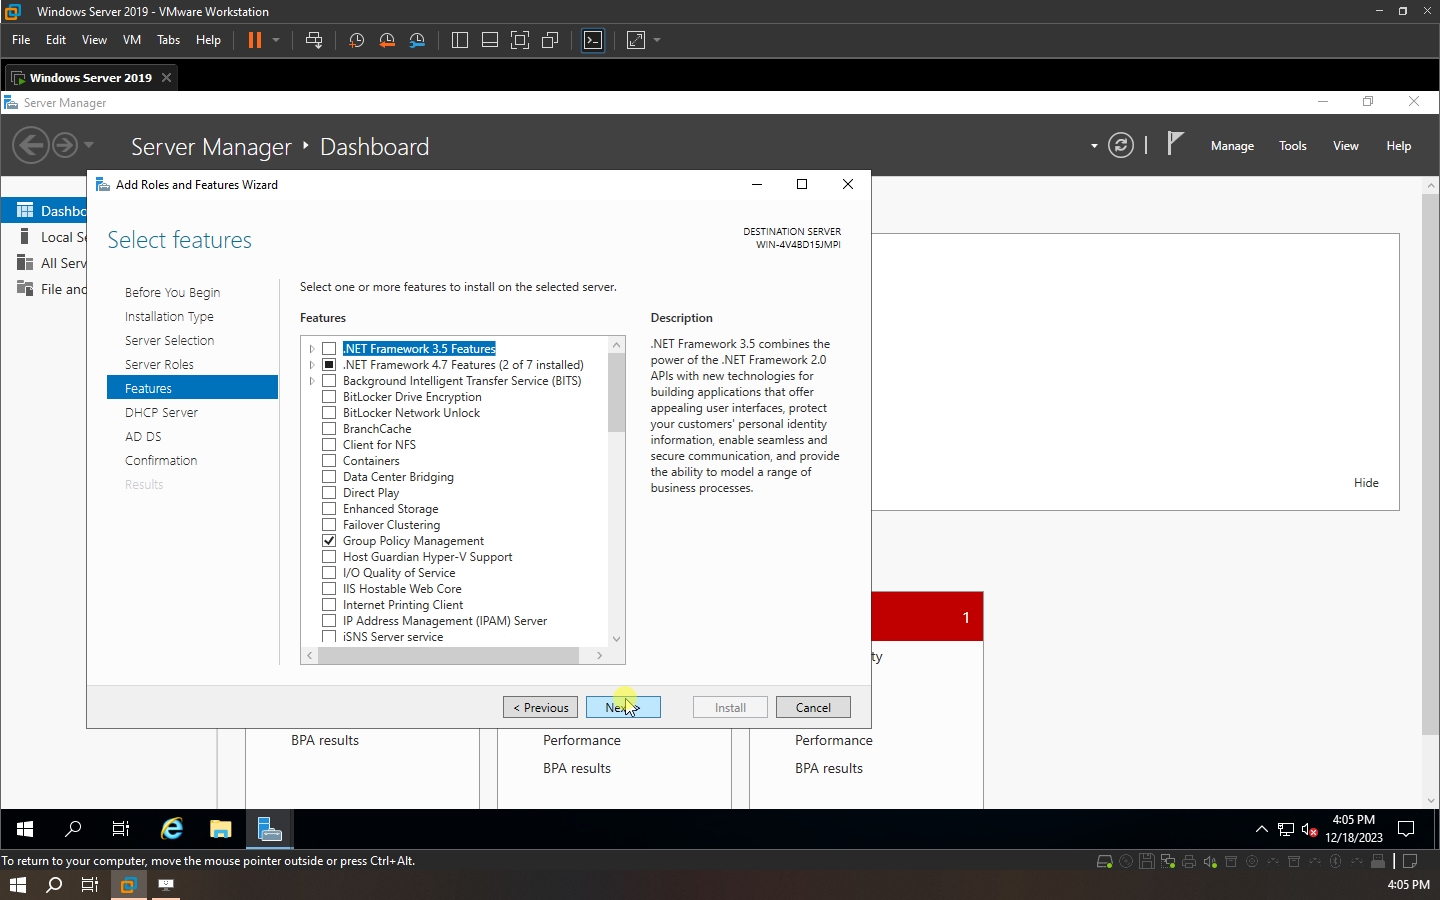 Windows Server 2019 - VMware Workstation
File Edit View VM Tabs Help
Windows Server 2019
Server Manager
Server Manager Dashboard
Manage Tools View Help
Add Roles and Features Wizard
Select features
DESTINATION SERVER
WIN-4V4BD15JMPI
Before You Begin
Installation Type
Server Selection
Server Roles
Features
DHCP Server
AD DS
Confirmation
Results
Select one or more features to install on the selected server.
Features
.NET Framework 3.5 Features
.NET Framework 4.7 Features (2 of 7 installed)
Background Intelligent Transfer Service (BITS)
BitLocker Drive Encryption
BitLocker Network Unlock
BranchCache
Client for NFS
Containers
Data Center Bridging
Direct Play
Enhanced Storage
Failover Clustering
Group Policy Management
Host Guardian Hyper-V Support
I/O Quality of Service
IIS Hostable Web Core
Internet Printing Client
IP Address Management (IPAM) Server
iSNS Server service
Description
.NET Framework 3.5 combines the
power of the .NET Framework 2.0
APIs with new technologies for
building applications that offer
appealing user interfaces, protect
your customers' personal identity
information, enable seamless and
secure communication, and provide
the ability to model a range of
business processes.
< Previous
Install
Cancel
Hide
1
BPA results
Performance
BPA results
Performance
BPA results
4:05 PM
12/18/2023
To return to your computer, move the mouse pointer outside or press Ctrl+Alt.
4:05 PM